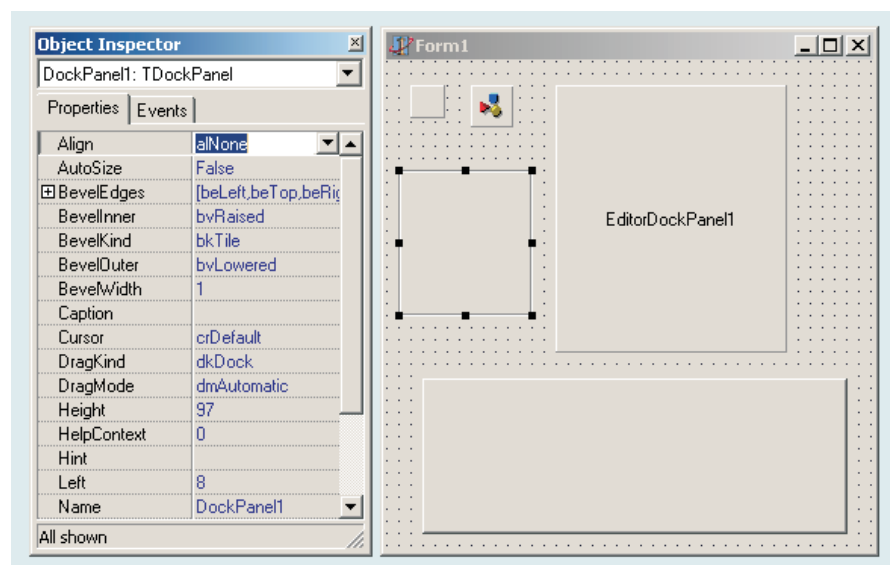 Object Inspector
DockPanel1: TDockPanel
Properties Events
Align alNone
AutoSize False
BevelEdges [beLeft,beTop,beRig
BevelInner bvRaised
BevelKind bkTile
BevelOuter bvLowered
BevelWidth 1
Caption
Cursor crDefault
DragKind dkDock
DragMode dmAutomatic
Height 97
HelpContext 0
Hint
Left 8
Name DockPanel1
All shown
Form1
EditorDockPanel1